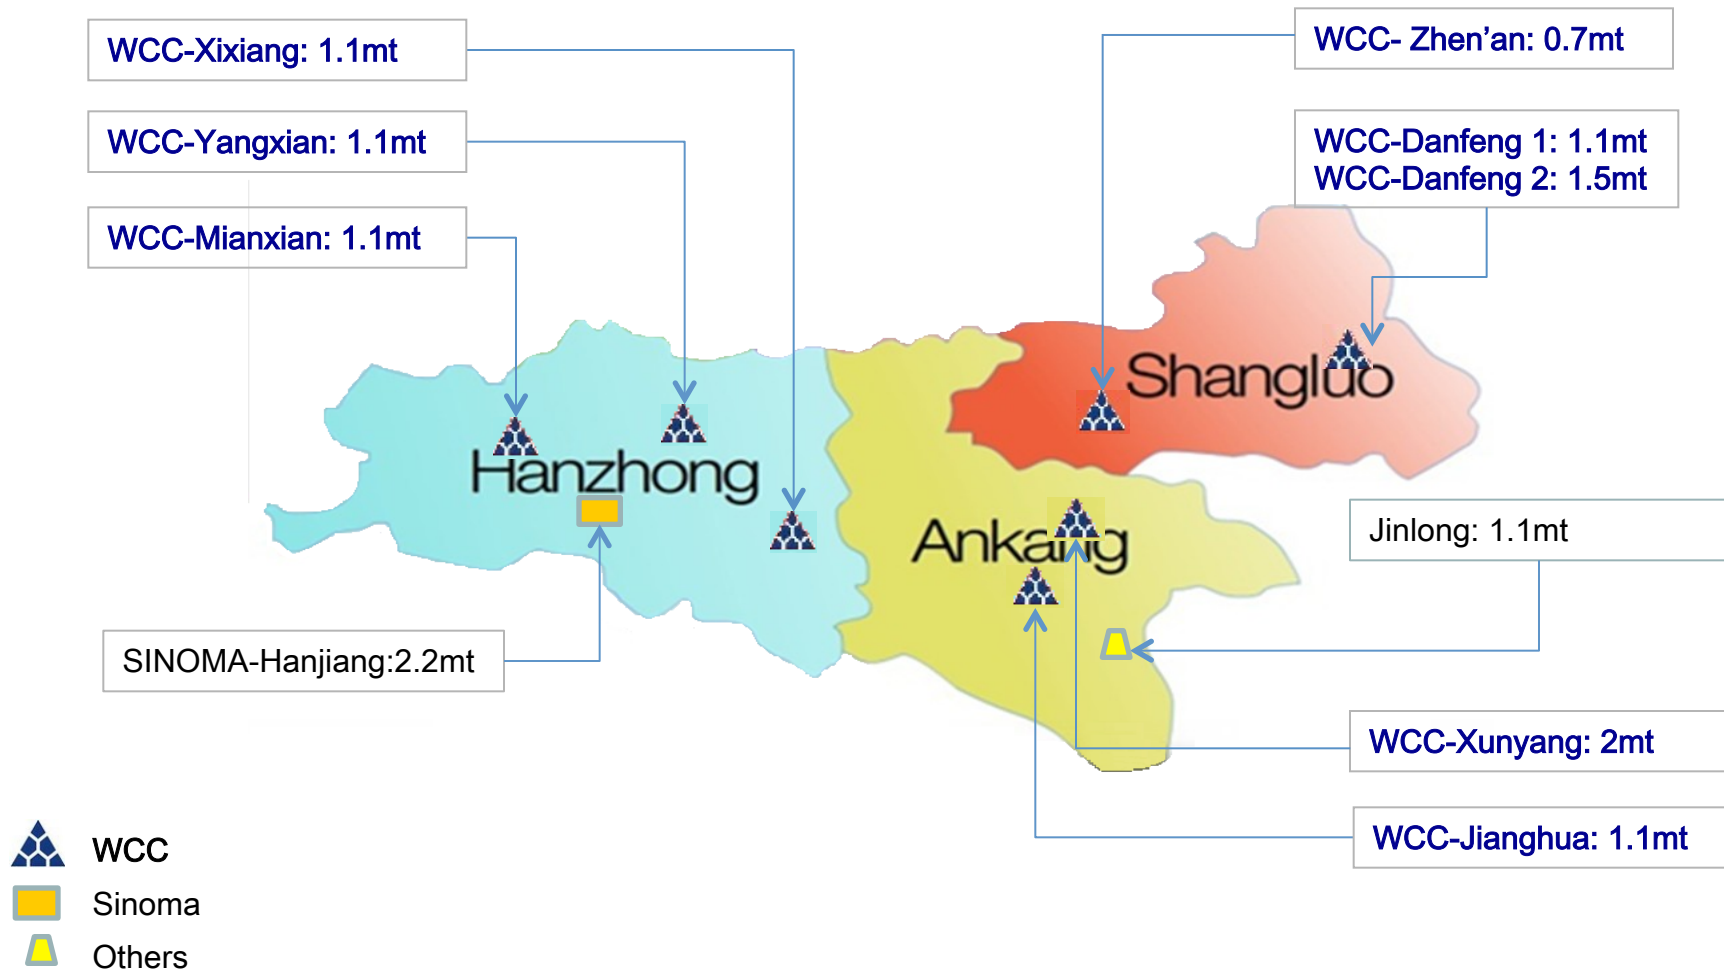 WCC-Xixiang: 1.1mt
WCC- Zhen’an: 0.7mt
WCC-Yangxian: 1.1mt
WCC-Danfeng 1: 1.1mt
WCC-Danfeng 2: 1.5mt
WCC-Mianxian: 1.1mt
Shangluo
Hanzhong
Ankang
Jinlong: 1.1mt
SINOMA-Hanjiang:2.2mt
WCC-Xunyang: 2mt
WCC-Jianghua: 1.1mt
WCC
Sinoma
Others